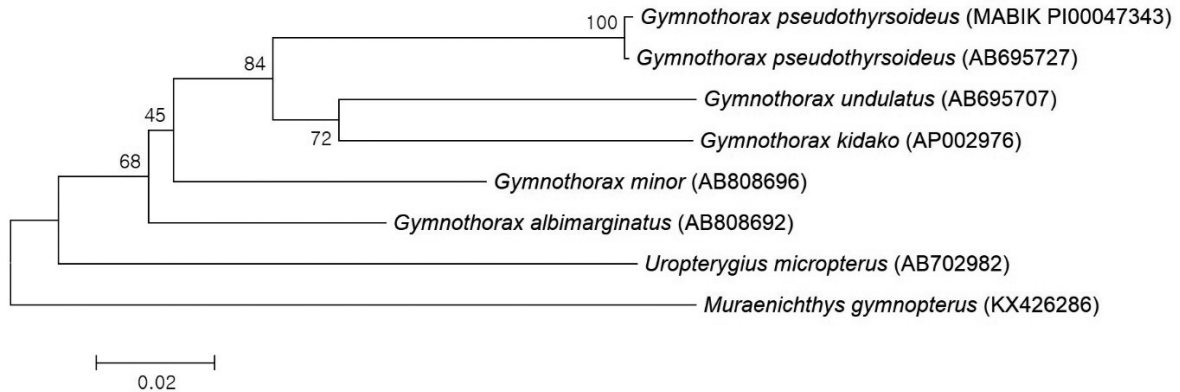 100 Gymnothorax pseudothyrsoideus (MABIK PI00047343)
Gymnothorax pseudothyrsoideus (AB695727)
84
Gymnothorax undulatus (AB695707)
45
72 Gymnothorax kidako (AP002976)
68
Gymnothorax minor (AB808696)
Gymnothorax albimarginatus (AB808692)
Uropterygius micropterus (AB702982)
Muraenichthys gymnopterus (KX426286)
0.02